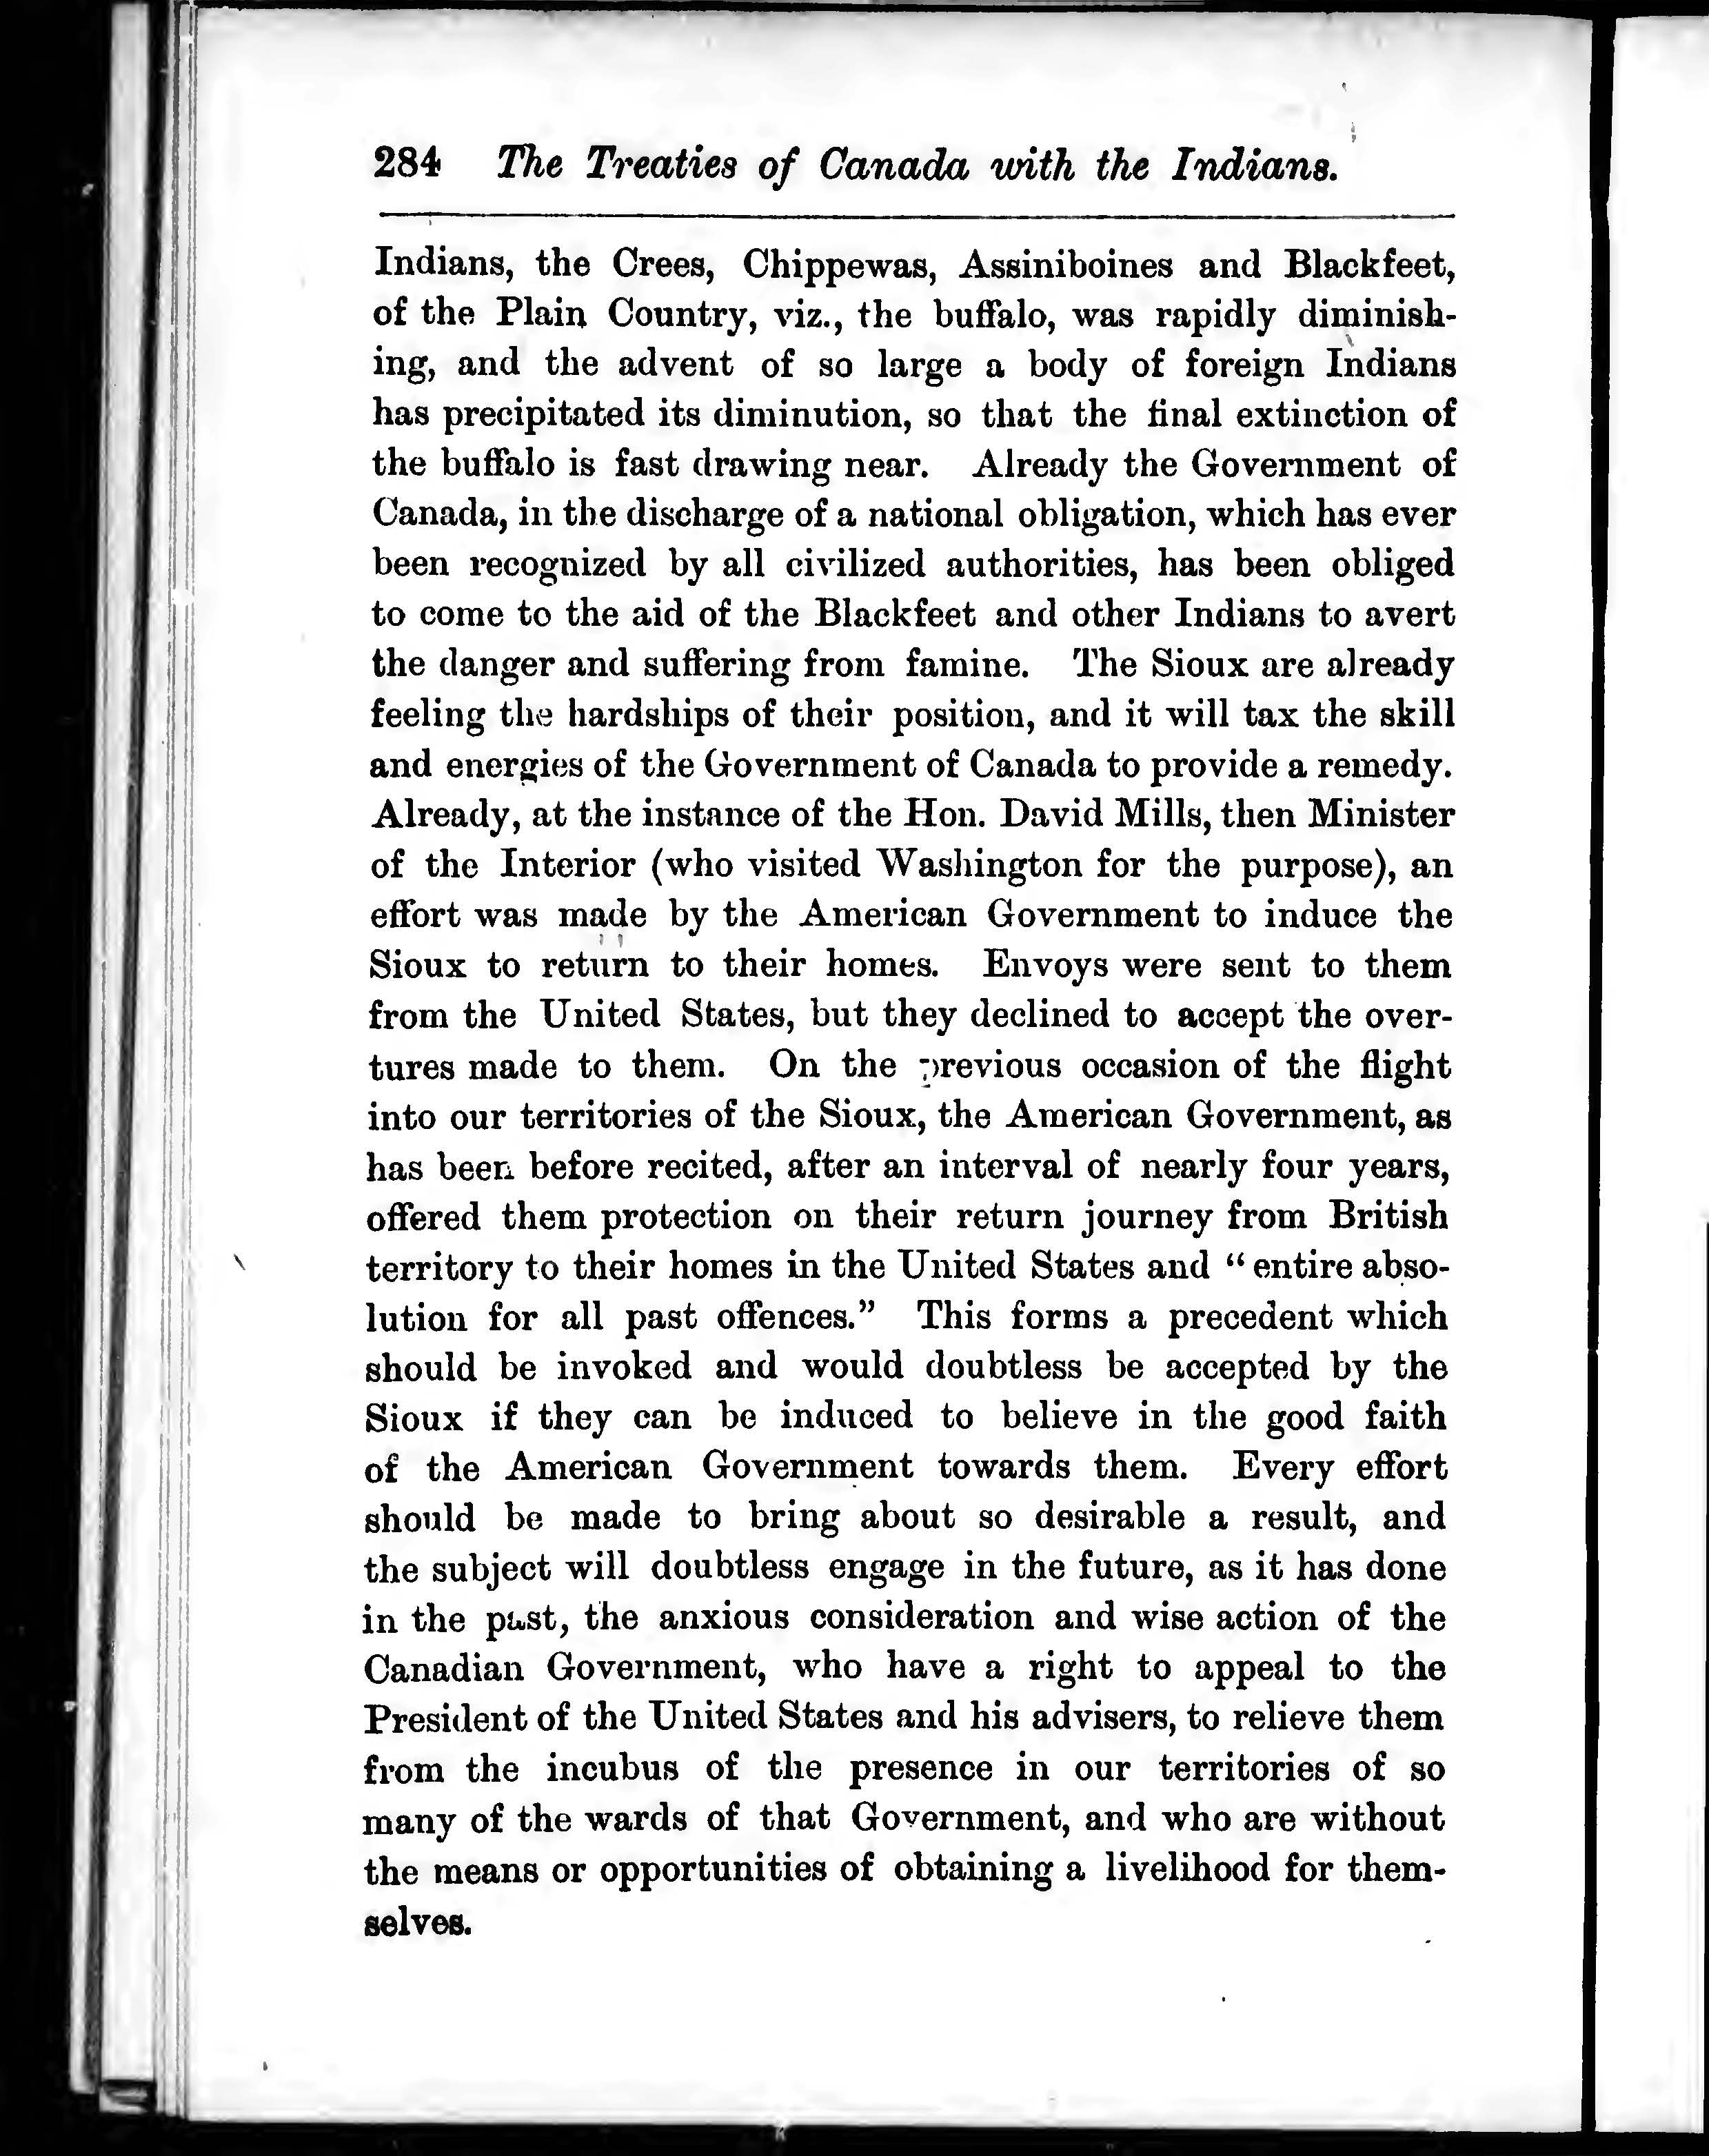 284 The Treaties of Canada with the Indians.
Indians, the Crees, Chippewas, Assiniboines and Blackfeet,
of the Plain Country, viz., the buffalo, was rapidly diminish-
ing, and the advent of so large a body of foreign Indians
has precipitated its diminution, so that the final extinction of
the buffalo is fast drawing near. Already the Government of
Canada, in the discharge of a national obligation, which has ever
been recognized by all civilized authorities, has been obliged
to come to the aid of the Blackfeet and other Indians to avert
the danger and suffering from famine. The Sioux are already
feeling the hardships of their position, and it will tax the skill
and energies of the Government of Canada to provide a remedy.
Already, at the instance of the Hon. David Mills, then Minister
of the Interior (who visited Washington for the purpose), an
effort was made by the American Government to induce the
Sioux to return to their homes. Envoys were sent to them
from the United States, but they declined to accept the over-
tures made to them. On the previous occasion of the flight
into our territories of the Sioux, the American Government, as
has been before recited, after an interval of nearly four years,
offered them protection on their return journey from British
territory to their homes in the United States and "entire abso-
lution for all past offences." This forms a precedent which
should be invoked and would doubtless be accepted by the
Sioux if they can be induced to believe in the good faith
of the American Government towards them. Every effort
should be made to bring about so desirable a result, and
the subject will doubtless engage in the future, as it has done
in the past, the anxious consideration and wise action of the
Canadian Government, who have a right to appeal to the
President of the United States and his advisers, to relieve them
from the incubus of the presence in our territories of so
many of the wards of that Government, and who are without
the means or opportunities of obtaining a livelihood for them-
selves.